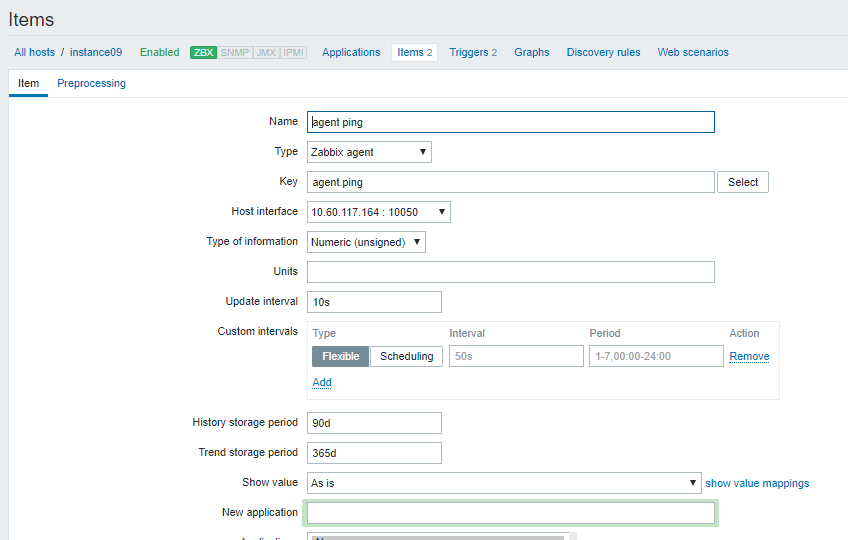 Items
All hosts / instance09 Enabled ZBX SNMP JMX IPMI Applications Items 2 Triggers 2 Graphs Discovery rules Web scenarios
Item Preprocessing
Name agent ping
Type Zabbix agent
Key agent.ping Select
Host interface 10.60.117.164 : 10050
Type of information Numeric (unsigned)
Units
Update interval 10s
Custom intervals Type Interval Period Action
Flexible Scheduling 50s 1-7,00:00-24:00 Remove
Add
History storage period 90d
Trend storage period 365d
Show value As is show value mappings
New application